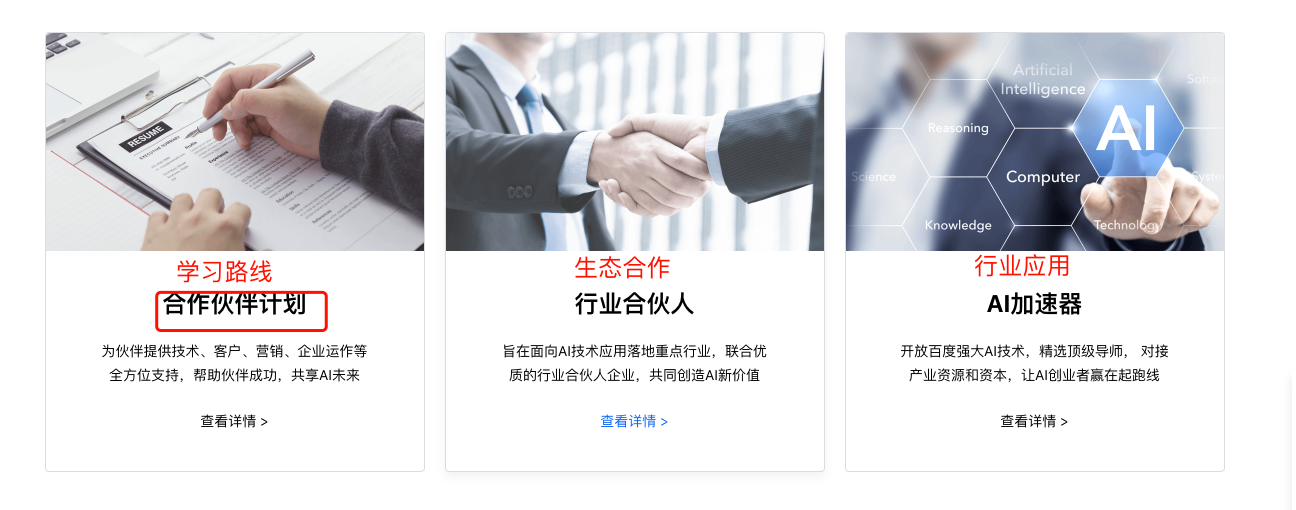 RESUME
EXECUTIVE SUMMARY
Profile
Experience
Education
Skills
References
Artificial
Intelligence
Reasoning
AI
Science
Computer
Knowledge
Technology
学习路线
合作伙伴计划
为伙伴提供技术、客户、营销、企业运作等
全方位支持，帮助伙伴成功，共享AI未来
查看详情 >
生态合作
行业合伙人
旨在面向AI技术应用落地重点行业，联合优
质的行业合伙人企业，共同创造AI新价值
查看详情 >
行业应用
AI加速器
开放百度强大AI技术，精选顶级导师， 对接
产业资源和资本，让AI创业者赢在起跑线
查看详情 >